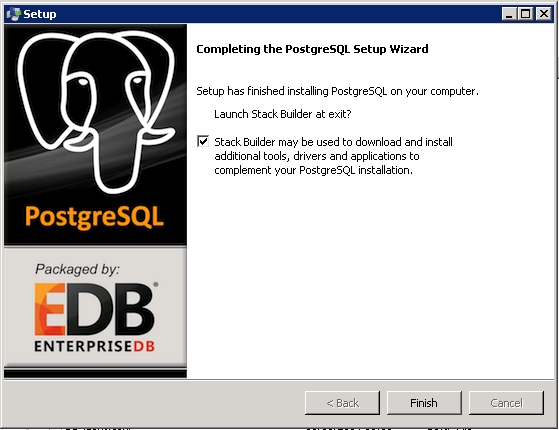 Setup
Completing the PostgreSQL Setup Wizard
Setup has finished installing PostgreSQL on your computer.
Launch Stack Builder at exit?
Stack Builder may be used to download and install
additional tools, drivers and applications to
complement your PostgreSQL installation.
PostgreSQL
Packaged by:
EDB
ENTERPRISEDB
< Back
Finish
Cancel